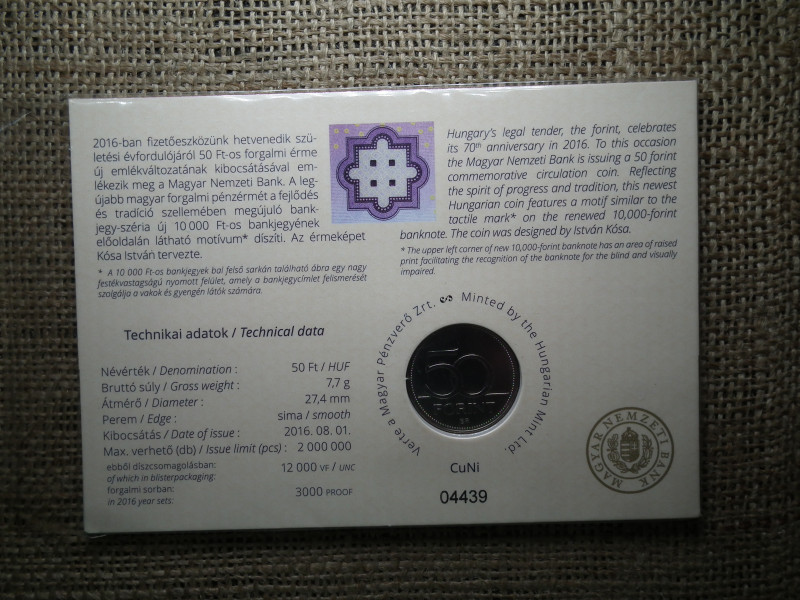 2016-ban fizetőeszközünk hetvenedik szü-
letési évfordulójáról 50 Ft-os forgalmi érme
új emlékváltozatának kibocsátásával em-
lékezik meg a Magyar Nemzeti Bank. A leg-
újabb magyar forgalmi pénzérmét a fejlődés
és tradíció szellemében megújuló bank-
jegy-széria új 10 000 Ft-os bankjegyének
előoldalán látható motívum* díszíti. Az érmeképet
Kósa István tervezte.
* A 10 000 Ft-os bankjegyek bal felső sarkán található ábra egy nagy
festékvastagságú nyomott felület, amely a bankjegycímlet felismerését
szolgálja a vakok és gyengén látók számára.
Hungary's legal tender, the forint, celebrates
its 70th anniversary in 2016. To this occasion
the Magyar Nemzeti Bank is issuing a 50 forint
commemorative circulation coin. Reflecting
the spirit of progress and tradition, this newest
Hungarian coin features a motif similar to the
tactile mark* on the renewed 10,000-forint
banknote. The coin was designed by István Kósa.
* The upper left corner of new 10,000-forint banknote has an area of raised
print facilitating the recognition of the banknote for the blind and visually
impaired.
Technikai adatok / Technical data
Névérték / Denomination : 50 Ft / HUF
Bruttó súly / Gross weight : 7,7 g
Átmérő / Diameter : 27,4 mm
Perem / Edge : sima / smooth
Kibocsátás / Date of issue : 2016. 08. 01.
Max. verhető (db) / Issue limit (pcs) : 2 000 000
ebből díszcsomagolásban: 12 000 VF / UNC
of which in blisterpackaging:
forgalmi sorban: 3000 PROOF
in 2016 year sets:
Verte a Magyar Pénzverő Zrt. Minted by the Hungarian Mint Ltd.
50
FORINT
BP
CuNi
04439
MAGYAR NEMZETI BANK